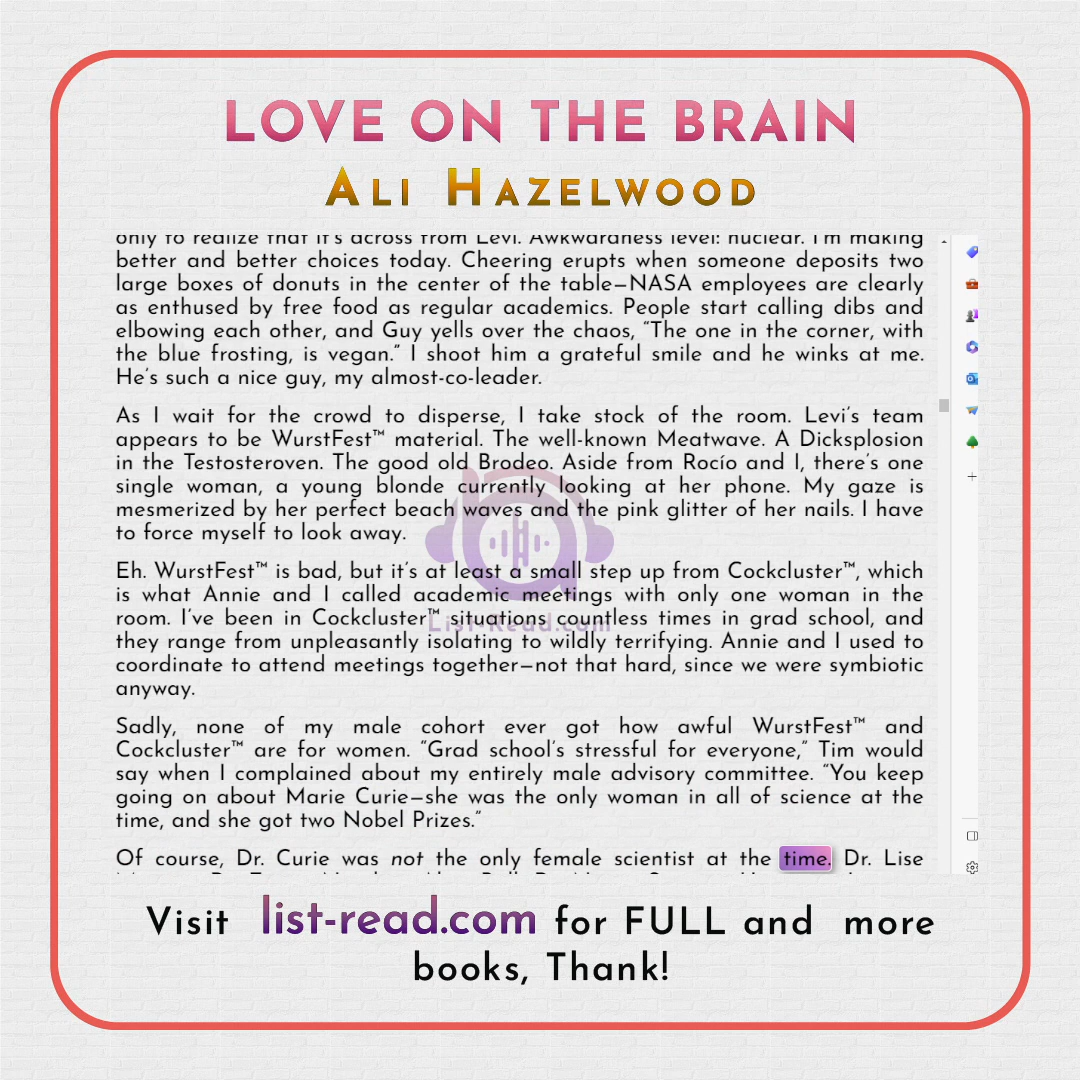 LOVE ON THE BRAIN
ALI HAZELWOOD
only to realize that it's across from Levi. Awkwardness level: nuclear. I'm making
better and better choices today. Cheering erupts when someone deposits two
large boxes of donuts in the center of the table—NASA employees are clearly
as enthused by free food as regular academics. People start calling dibs and
elbowing each other, and Guy yells over the chaos, “The one in the corner, with
the blue frosting, is vegan.” I shoot him a grateful smile and he winks at me.
He's such a nice guy, my almost-co-leader.
As I wait for the crowd to disperse, I take stock of the room. Levi's team
appears to be WurstFest™ material. The well-known Meatwave. A Dicksplosion
in the Testosteroven. The good old Brodeo. Aside from Rocío and I, there's one
single woman, a young blonde currently looking at her phone. My gaze is
mesmerized by her perfect beach waves and the pink glitter of her nails. I have
to force myself to look away.
Eh. WurstFest™ is bad, but it's at least a small step up from Cockcluster™, which
is what Annie and I called academic meetings with only one woman in the
room. I've been in Cockcluster™ situations countless times in grad school, and
List-Read.com
they range from unpleasantly isolating to wildly terrifying. Annie and I used to
coordinate to attend meetings together—not that hard, since we were symbiotic
anyway.
Sadly, none of my male cohort ever got how awful WurstFest™ and
Cockcluster™ are for women. “Grad school's stressful for everyone,” Tim would
say when I complained about my entirely male advisory committee. “You keep
going on about Marie Curie—she was the only woman in all of science at the
time, and she got two Nobel Prizes.”
Of course, Dr. Curie was not the only female scientist at the time. Dr. Lise
Visit list-read.com for FULL and more
books, Thank!